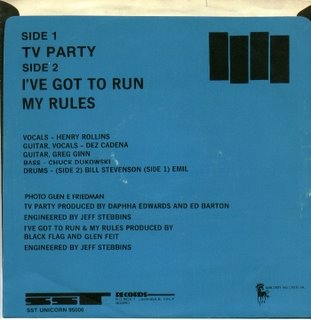 SIDE 1
TV PARTY
SIDE 2
I'VE GOT TO RUN
MY RULES
VOCALS - HENRY ROLLINS
GUITAR, VOCALS - DEZ CADENA
GUITAR, GREG GINN
BASS - CHUCK DUKOWSKI
DRUMS - (SIDE 2) BILL STEVENSON (SIDE 1) EMIL
PHOTO GLEN E FRIEDMAN
TV PARTY PRODUCED BY DAPHNA EDWARDS AND ED BARTON
ENGINEERED BY JEFF STEBBINS
I'VE GOT TO RUN & MY RULES PRODUCED BY
BLACK FLAG AND GLEN FEIT
ENGINEERED BY JEFF STEBBINS
SST RECORDS
SST UNICORN 95006